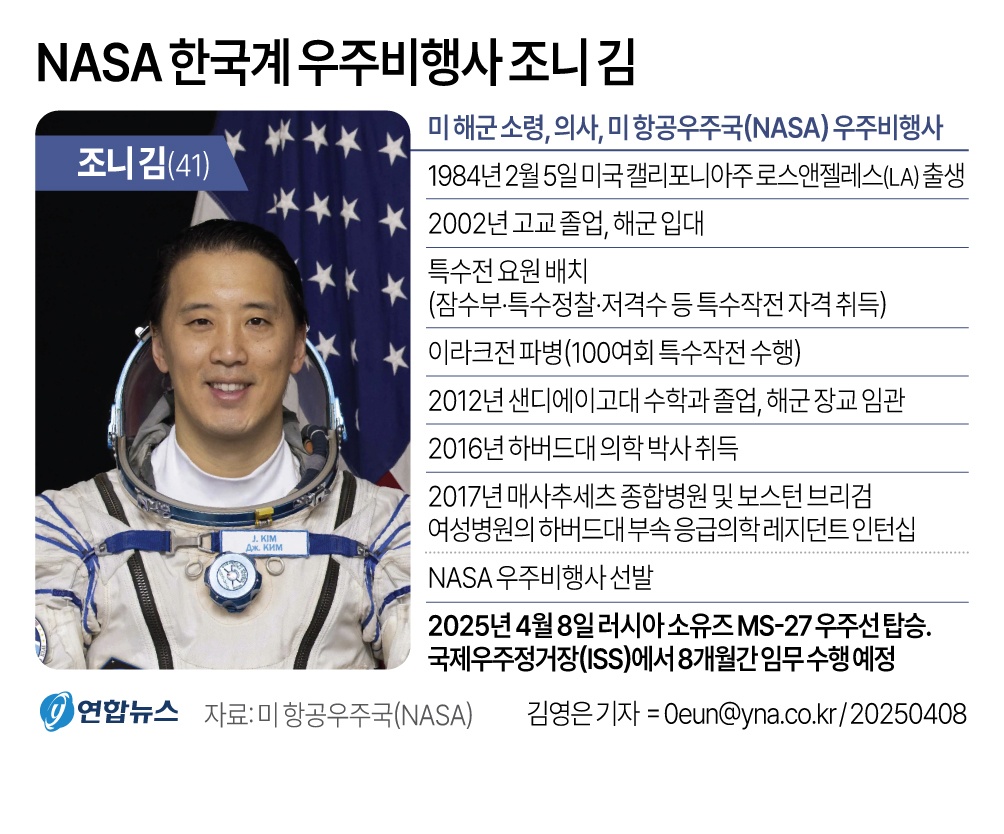 NASA 한국계 우주비행사 조니 김
조니 김(41)
미 해군 소령, 의사, 미 항공우주국(NASA) 우주비행사
1984년 2월 5일 미국 캘리포니아주 로스앤젤레스(LA) 출생
2002년 고교 졸업, 해군 입대
특수전 요원 배치
(잠수부·특수정찰·저격수 등 특수작전 자격 취득)
이라크전 파병(100여회 특수작전 수행)
2012년 샌디에이고대 수학과 졸업, 해군 장교 임관
2016년 하버드대 의학 박사 취득
2017년 매사추세츠 종합병원 및 보스턴 브리검
여성병원의 하버드대 부속 응급의학 레지던트 인턴십
NASA 우주비행사 선발
2025년 4월 8일 러시아 소유즈 MS-27 우주선 탑승.
국제우주정거장(ISS)에서 8개월간 임무 수행 예정
J. KIM
Дж. КИМ
연합뉴스
자료: 미 항공우주국(NASA)
김영은 기자 = 0eun@yna.co.kr / 20250408